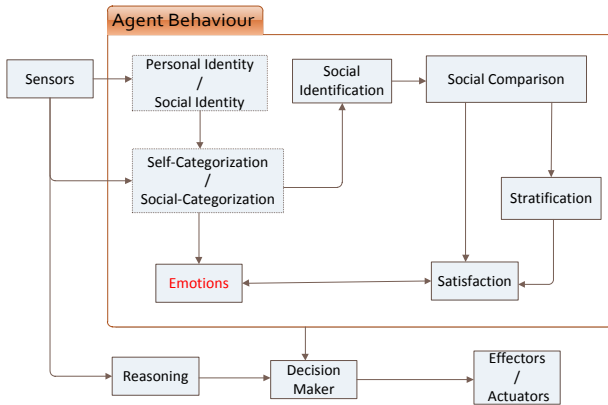 Agent Behaviour
Sensors
Personal Identity
/
Social Identity
Social
Identification
Social Comparison
Self-Categorization
/
Social-Categorization
Stratification
Emotions
Satisfaction
Reasoning
Decision
Maker
Effectors
/
Actuators